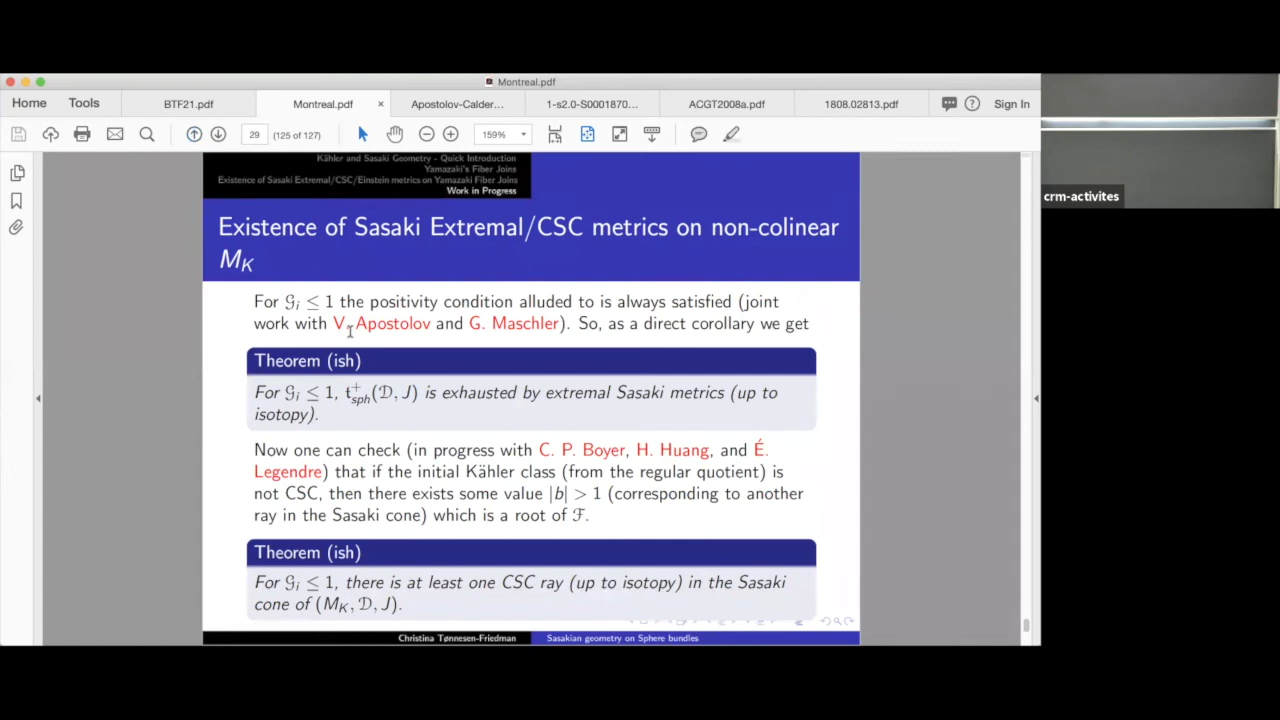 Montreal.pdf
Home Tools BTF21.pdf Montreal.pdf × Apostolov-Calder... 1-s2.0-S0001870... ACGT2008a.pdf 1808.02813.pdf Sign In
29 (125 of 127) 159%
Kähler and Sasaki Geometry - Quick Introduction
Yamazaki's Fiber Joins
Existence of Sasaki Extremal/CSC/Einstein metrics on Yamazaki Fiber Joins
Work in Progress
crm-activites
Existence of Sasaki Extremal/CSC metrics on non-colinear
M_K
For 𝒢_i ≤ 1 the positivity condition alluded to is always satisfied (joint
work with V. Apostolov and G. Maschler). So, as a direct corollary we get
Theorem (ish)
For 𝒢_i ≤ 1, 𝔱⁺_sph(𝒟, J) is exhausted by extremal Sasaki metrics (up to
isotopy).
Now one can check (in progress with C. P. Boyer, H. Huang, and É.
Legendre) that if the initial Kähler class (from the regular quotient) is
not CSC, then there exists some value |b| > 1 (corresponding to another
ray in the Sasaki cone) which is a root of ℱ.
Theorem (ish)
For 𝒢_i ≤ 1, there is at least one CSC ray (up to isotopy) in the Sasaki
cone of (M_K, 𝒟, J).
Christina Tønnesen-Friedman Sasakian geometry on Sphere bundles